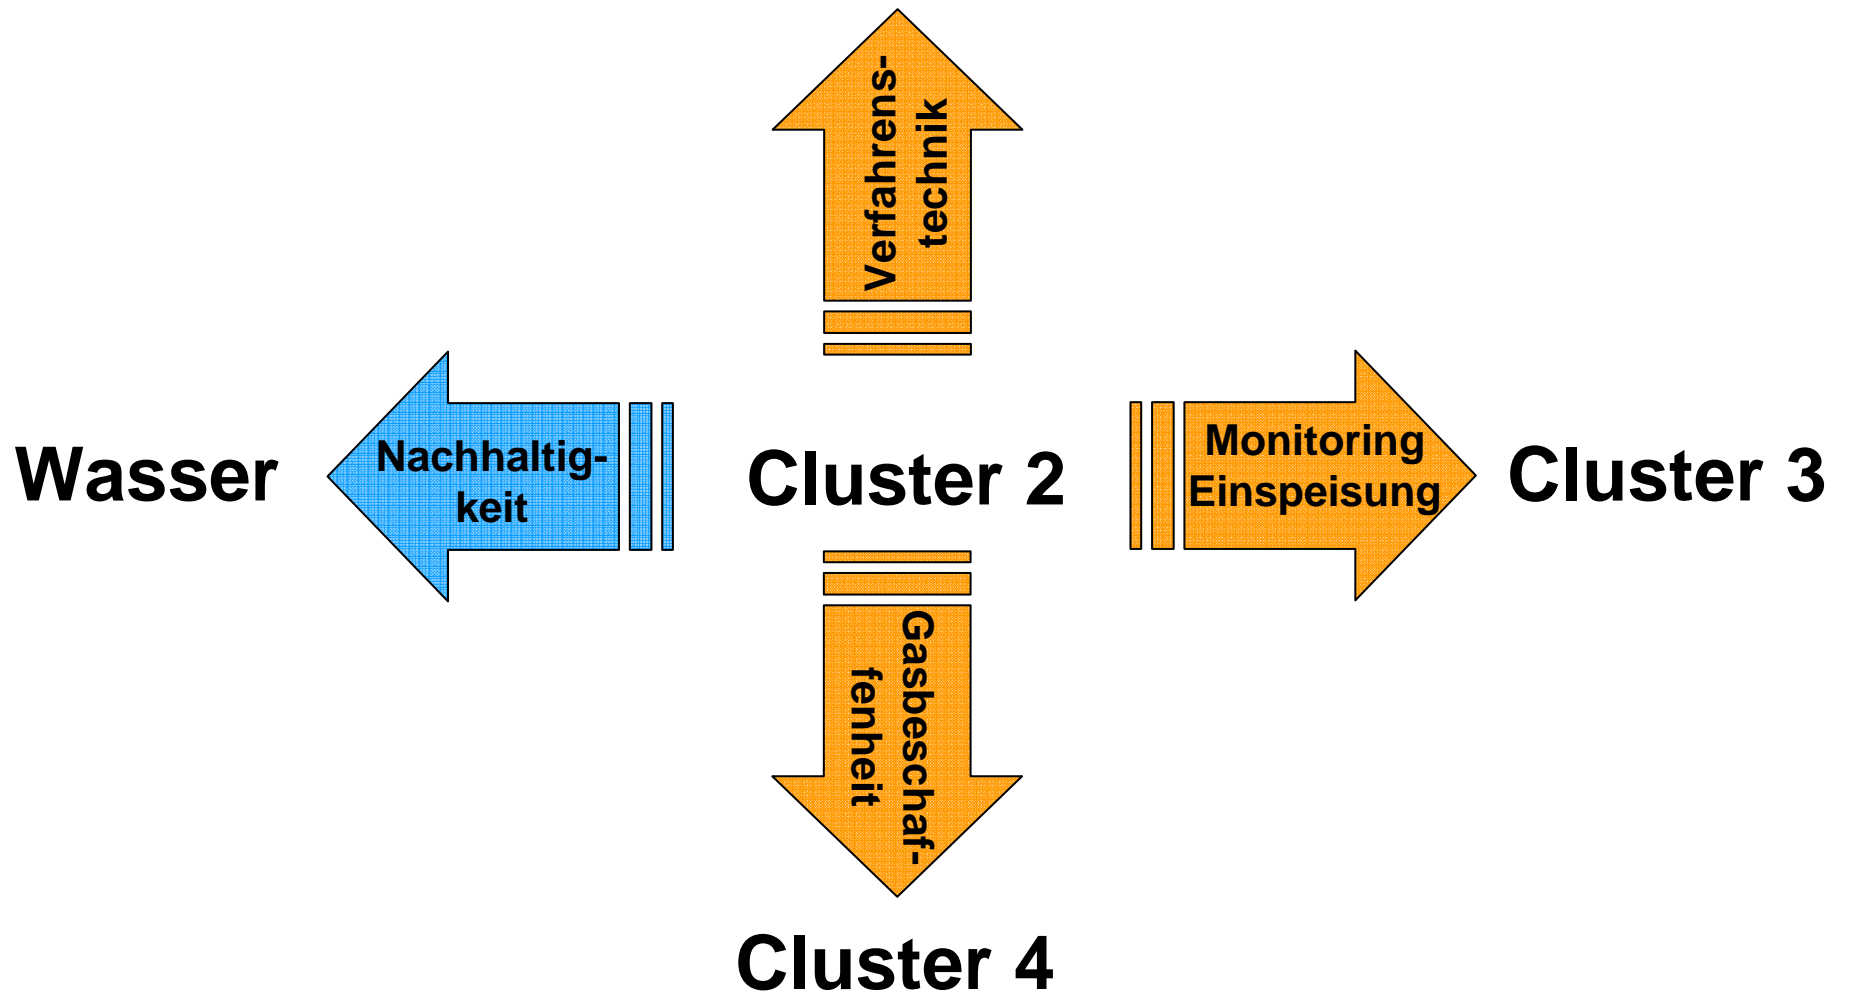 Verfahrens-
technik
Wasser
Nachhaltig-
keit
Cluster 2
Monitoring
Einspeisung
Cluster 3
Gasbeschaf-
fenheit
Cluster 4